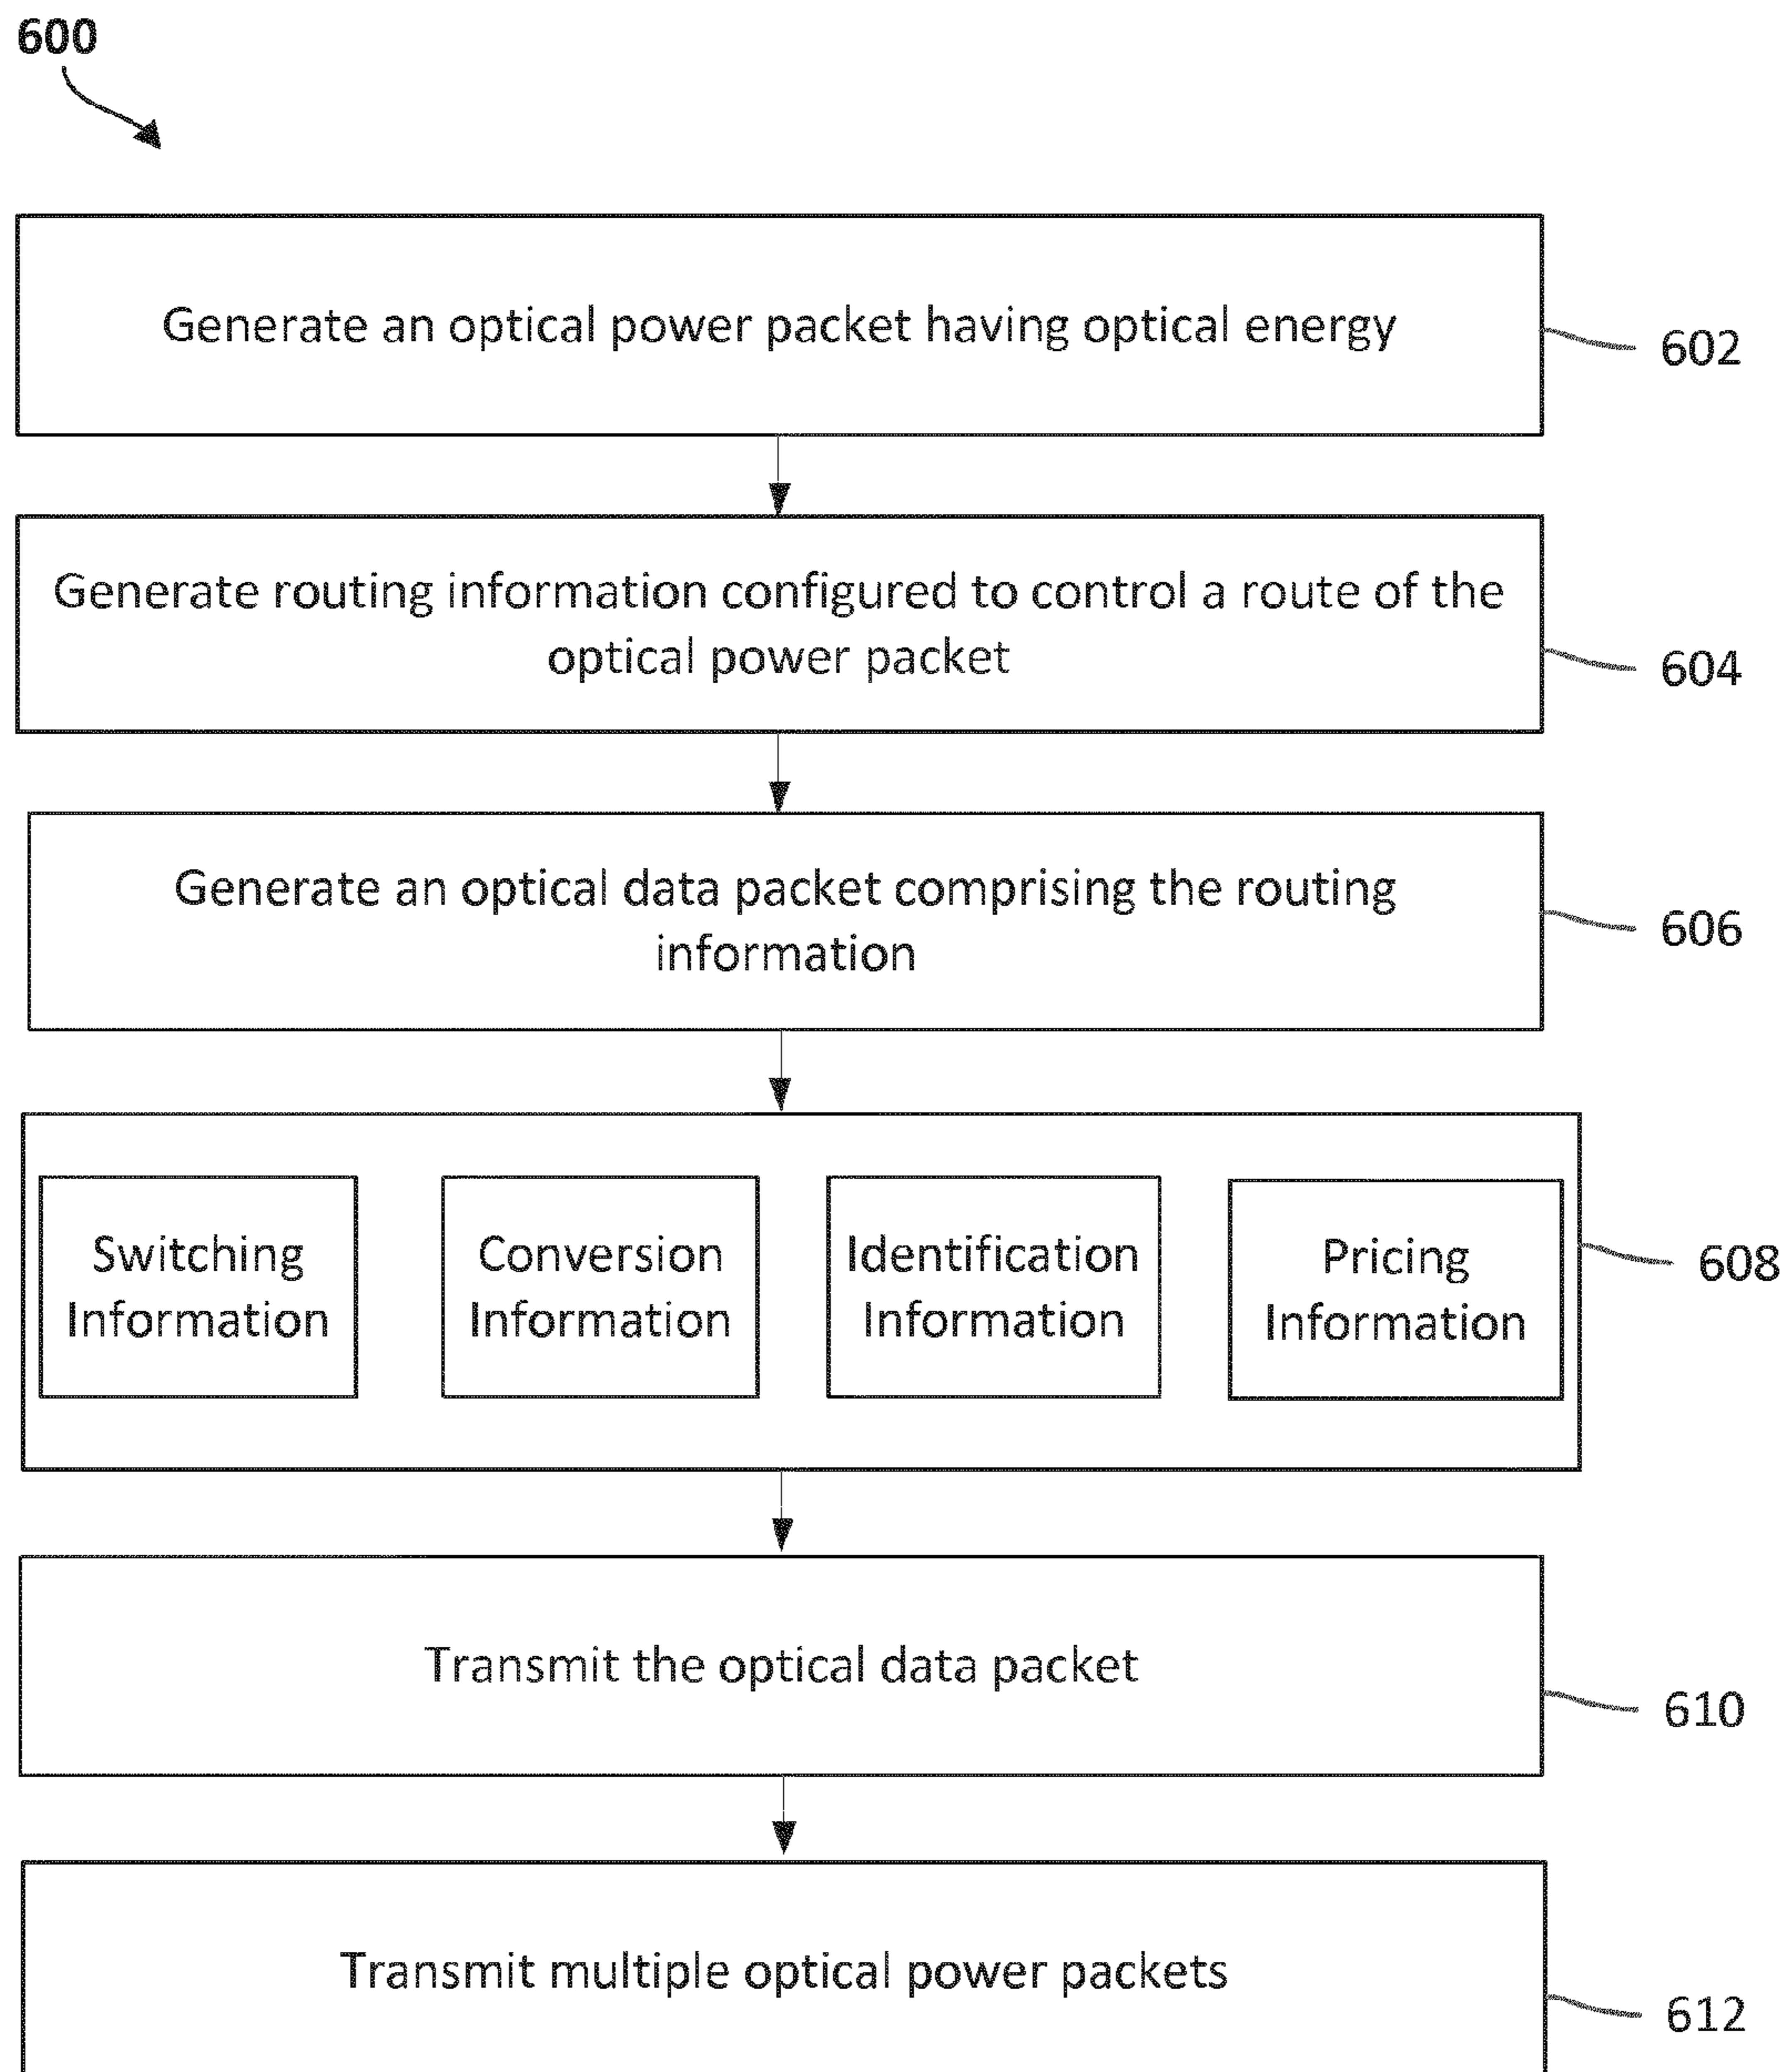 600
Generate an optical power packet having optical energy
602
Generate routing information configured to control a route of the
optical power packet
604
Generate an optical data packet comprising the routing
information
606
Switching
Information
Conversion
Information
Identification
Information
Pricing
Information
608
Transmit the optical data packet
610
Transmit multiple optical power packets
612